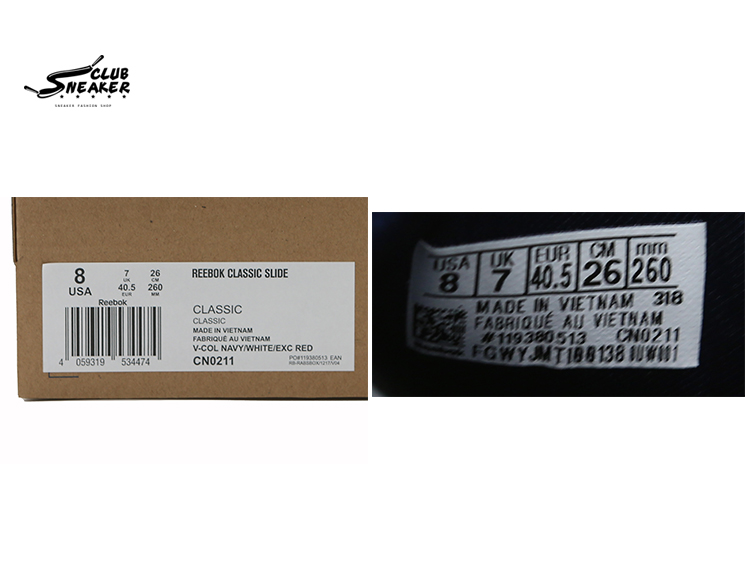 CLUB
SNEAKER
SNEAKER FASHION SHOP
8 7 26
USA UK CM
40.5 260
EUR MM
Reebok
REEBOK CLASSIC SLIDE
CLASSIC
CLASSIC
MADE IN VIETNAM
FABRIQUÉ AU VIETNAM
V-COL NAVY/WHITE/EXC RED
CN0211
PO#119380513 EAN
4 059319 534474
USA UK EUR CM mm
8 7 40.5 26 260
MADE IN VIETNAM 318
FABRIQUÉ AU VIETNAM
#119380513 CN0211